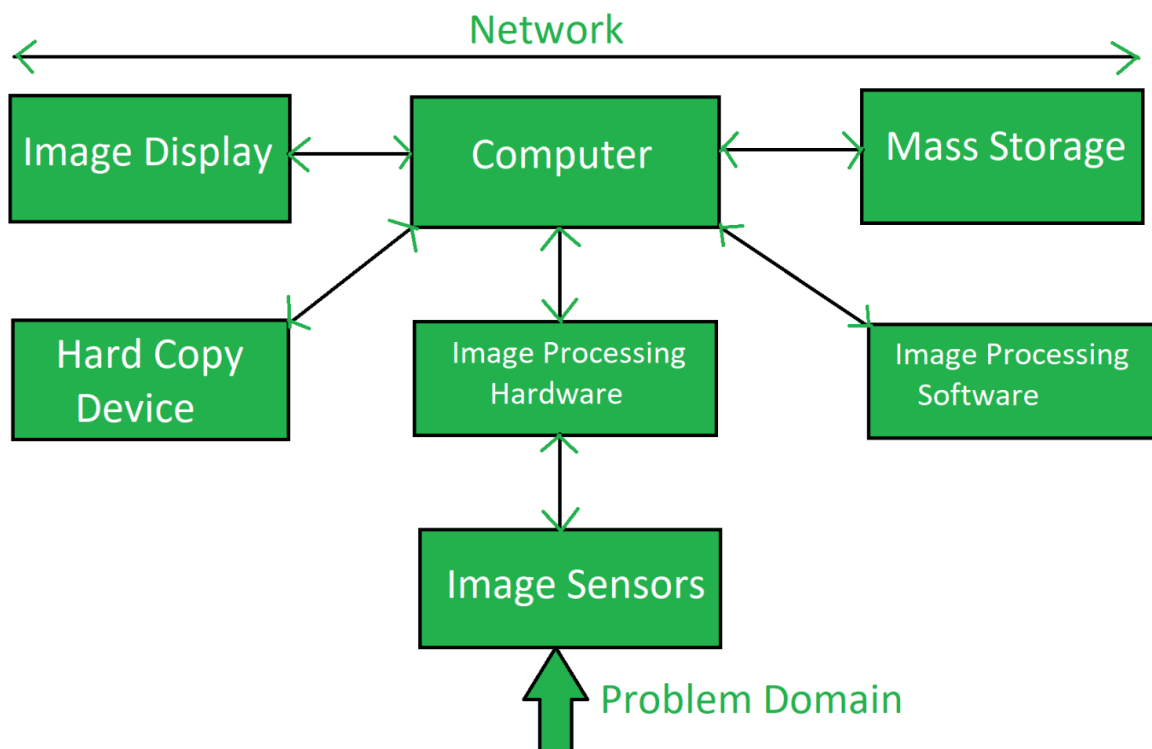 Network
Image Display
Computer
Mass Storage
Hard Copy
Device
Image Processing
Hardware
Image Processing
Software
Image Sensors
Problem Domain